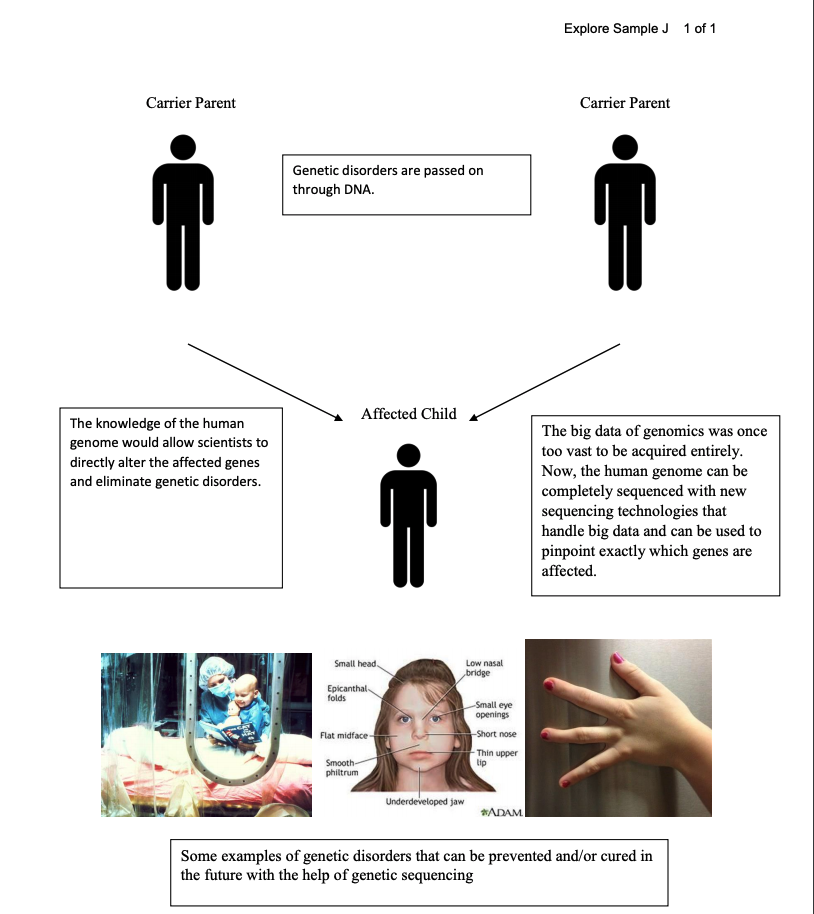 Explore Sample J 1 of 1
Carrier Parent
Carrier Parent
Genetic disorders are passed on
through DNA.
Affected Child
The knowledge of the human
genome would allow scientists to
directly alter the affected genes
and eliminate genetic disorders.
The big data of genomics was once
too vast to be acquired entirely.
Now, the human genome can be
completely sequenced with new
sequencing technologies that
handle big data and can be used to
pinpoint exactly which genes are
affected.
Small head
Epicanthal
folds
Flat midface
Smooth
philtrum
Low nasal
bridge
Small eye
openings
Short nose
Thin upper
lip
Underdeveloped jaw
ADAM
Some examples of genetic disorders that can be prevented and/or cured in
the future with the help of genetic sequencing